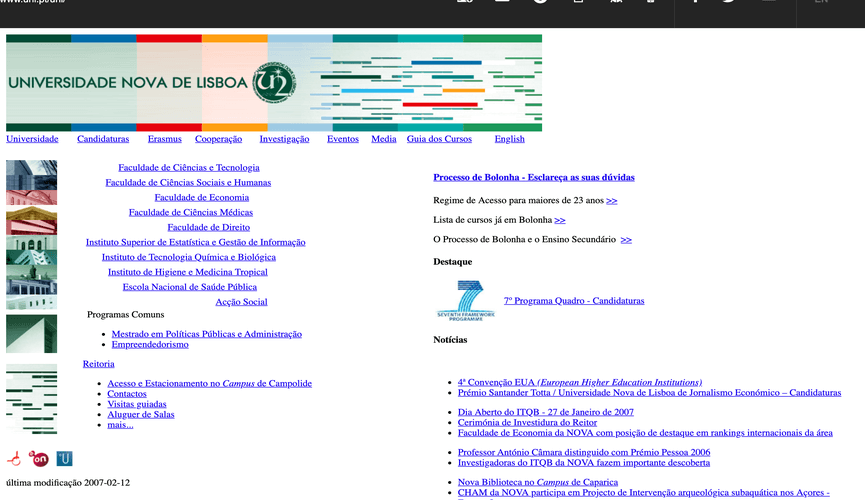 www.unl.pt/unl/
EN
UNIVERSIDADE NOVA DE LISBOA
Universidade Candidaturas Erasmus Cooperação Investigação Eventos Media Guia dos Cursos English
Faculdade de Ciências e Tecnologia
Faculdade de Ciências Sociais e Humanas
Faculdade de Economia
Faculdade de Ciências Médicas
Faculdade de Direito
Instituto Superior de Estatística e Gestão de Informação
Instituto de Tecnologia Química e Biológica
Instituto de Higiene e Medicina Tropical
Escola Nacional de Saúde Pública
Acção Social
Programas Comuns
Mestrado em Políticas Públicas e Administração
Empreendedorismo
Reitoria
Acesso e Estacionamento no Campus de Campolide
Contactos
Visitas guiadas
Aluguer de Salas
mais...
on
U
última modificação 2007-02-12
Processo de Bolonha - Esclareça as suas dúvidas
Regime de Acesso para maiores de 23 anos >>
Lista de cursos já em Bolonha >>
O Processo de Bolonha e o Ensino Secundário >>
Destaque
SEVENTH FRAMEWORK
PROGRAMME
7º Programa Quadro - Candidaturas
Notícias
4ª Convenção EUA (European Higher Education Institutions)
Prémio Santander Totta / Universidade Nova de Lisboa de Jornalismo Económico – Candidaturas
Dia Aberto do ITQB - 27 de Janeiro de 2007
Cerimónia de Investidura do Reitor
Faculdade de Economia da NOVA com posição de destaque em rankings internacionais da área
Professor António Câmara distinguido com Prémio Pessoa 2006
Investigadoras do ITQB da NOVA fazem importante descoberta
Nova Biblioteca no Campus de Caparica
CHAM da NOVA participa em Projecto de Intervenção arqueológica subaquática nos Açores -